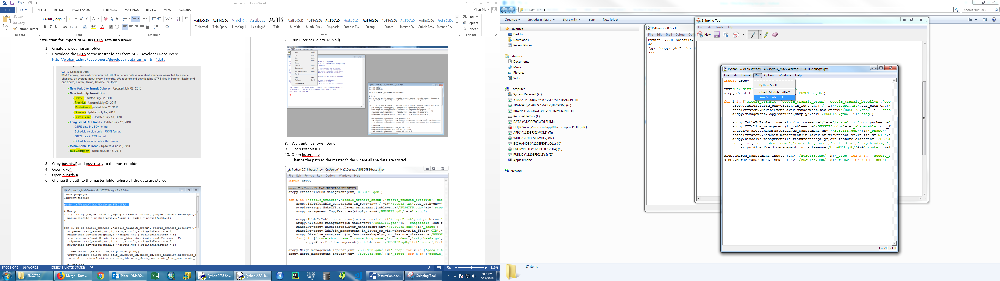 Insturction.docx - Word
FILE HOME INSERT DESIGN PAGE LAYOUT REFERENCES MAILINGS REVIEW VIEW ACROBAT
Yijun Ma
Paste
Cut
Copy
Format Painter
Clipboard
Calibri (Body) 11
Font
Paragraph
AaBbCcDc AaBbCcDc AaBbCc AaBbCcC AaBl AaBbCcC AaBbCcDc AaBbCcDc AaBbCcDc AaBbCcDc AaBbCcDc AaBbCcDc AABBCCDC AABBCCDC
¶ Normal ¶ No Spac... Heading 1 Heading 2 Title Subtitle Subtle Em... Emphasis Intense E... Strong Quote Intense Q... Subtle Ref... Intense Re...
Styles
Find
Replace
Select
Editing
Instruction for Import MTA Bus GTFS Data into ArcGIS
1. Create project master folder
2. Download the GTFS to the master folder from MTA Developer Resources:
http://web.mta.info/developers/developer-data-terms.html#data
GTFS Schedule Data
MTA Subway, bus and commuter rail GTFS schedule data is refreshed whenever warranted by service
changes, on average about every 4 months. We recommend downloading GTFS files in Internet Explorer v8
and above, Firefox, Safari, Chrome, or Opera.
New York City Transit Subway - Updated July 02, 2018
New York City Transit Bus
Bronx - Updated July 02, 2018
Brooklyn - Updated July 02, 2018
Manhattan - Updated July 02, 2018
Queens - Updated July 02, 2018
Staten Island - Updated July 13, 2018
Long Island Rail Road - Updated July 12, 2018
GTFS data in JSON format
Schedule version only - JSON format
GTFS data in XML format
Schedule version only - XML format
Metro-North Railroad - Updated June 28, 2018
Bus Company - Updated June 13, 2018
3. Copy busgtfs.R and busgtfs.py to the master folder
4. Open R x64
5. Open busgtfs.R
6. Change the path to the master folder where all the data are stored
C:\Users\Y_Ma2\Desktop\BUSGTFS\busgtfs.R - R Editor
library(dplyr)
library(zipfile)
path='C:/Users/Y_MA2/Desktop/BUSGTFS/'
# Unzip
for (i in c('google_transit','google_transit_bronx','google_transit_brooklyn','
unzip(zipfile = paste0(path,i,'.zip'), exdir = paste0(path,i))
}
for (i in c('google_transit','google_transit_bronx','google_transit_brooklyn','
stop=read.csv(paste0(path,i,'/stops.txt'),stringsAsFactors = F)
shape=read.csv(paste0(path,i,'/shapes.txt'),stringsAsFactors = F)
time=read.csv(paste0(path,i,'/stop_times.txt'),stringsAsFactors = F)
trip=read.csv(paste0(path,i,'/trips.txt'),stringsAsFactors = F)
route=read.csv(paste0(path,i,'/routes.txt'),stringsAsFactors = F)
time=distinct(select(time,trip_id,stop_id))
trip=distinct(select(trip,trip_id,route_id,shape_id,trip_headsign,direction_i
route=distinct(select(route,route_id,route_short_name,route_long_name,route_c
7. Run R script (Edit => Run all)
8. Wait until it shows “Done!”
9. Open Python IDLE
10. Open busgtfs.py
11. Change the path to the master folder where all the data are stored
Python 2.7.8: busgtfs.py - C:\Users\Y_Ma2\Desktop\BUSGTFS\busgtfs.py
File Edit Format Run Options Windows Help
import arcpy
env='C:/Users/Y_Ma2/DESKTOP/BUSGTFS'
arcpy.CreateFileGDB_management(env,'BUSGTFS.gdb')
for i in ['google_transit','google_transit_bronx','google_transit_brooklyn','goo
arcpy.TableToTable_conversion(in_rows=env+'/'+i+'/stops2.txt',out_path=env+'
stoplyr=arcpy.MakeXYEventLayer_management(table=env+'/BUSGTFS.gdb/'+i+'_stop
arcpy.management.CopyFeatures(stoplyr,env+'/BUSGTFS.gdb/'+i+'_stop')
arcpy.TableToTable_conversion(in_rows=env+'/'+i+'/shape2.txt',out_path=env+'
arcpy.XYToLine_management(in_table=env+'/BUSGTFS.gdb/'+i+'_shapetable',out_f
shapelyr=arcpy.MakeFeatureLayer_management(env+'/BUSGTFS.gdb/'+i+'_shape')
shapelyr=arcpy.AddJoin_management(in_layer_or_view=shapelyr,in_field='OID',j
arcpy.Dissolve_management(in_features=shapelyr,out_feature_class=env+'/BUSGT
for j in ['route_short_name','route_long_name','route_desc','trip_headsign',
arcpy.AlterField_management(in_table=env+'/BUSGTFS.gdb/'+i+'_route',fiel
arcpy.Merge_management(inputs=[env+'/BUSGTFS.gdb/'+x+'_stop' for x in ['google_t
arcpy.Merge_management(inputs=[env+'/BUSGTFS.gdb/'+x+'_route' for x in ['google_
PAGE 1 OF 2 96 WORDS ENGLISH (UNITED STATES) 110%
BUSGTFS Merge—Data ... Inbox - YMa2@... Python 2.7.8 Sh... Python 2.7.8: b... Insturction.doc... Snipping Tool EN 2:17 PM
7/17/2018
BUSGTFS
Search BUSGTFS
Organize Include in library Share with Burn New folder
Favorites
Desktop
Downloads
Recent Places
Libraries
Documents
Music
Pictures
Videos
Computer
System Reserved (C:)
Y_MA2 (\\120BFS02\VOL2\HOME\TRANSP) (F:)
TRANSP (\\120BFS01\VOL2\DIVISION) (G:)
BRONX (\\BRONXFS01\VOL1\DIVISION) (H:)
Removable Disk (J:)
DATA (\\120BFS03\VOL2) (M:)
CEQR_View (\\mscscnetapp001a.csc.nycnet\OEC) (R:)
APPS (\\120BFS01\VOL1) (T:)
WIDE (\\120BFS03\VOL2) (W:)
EXCHANGE (\\120BFS03\VOL1) (X:)
ENCRYPTED (\\120BFS03\VOL4) (Y:)
PUBLIC (\\120BFS01\SYS) (Z:)
Apple iPhone
Network
17 items
Python 2.7.8 Shell
File Edit Shell Debug Opti
Python 2.7.8 (default,
32
Type "copyright", "cre
>>>
Snipping Tool
File Edit Tools Help
New
Python 2.7.8: busgtfs.py - C:\Users\Y_Ma2\Desktop\BUSGTFS\busgtfs.py
File Edit Format Run Options Windows Help
Python Shell
Check Module Alt+X
Run Module F5
import arcpy
env='C:/Users/ S'
arcpy.CreateFi 'BUSGTFS.gdb')
for i in ['google_transit','google_transit_bronx','google_transit_brooklyn','goo
arcpy.TableToTable_conversion(in_rows=env+'/'+i+'/stops2.txt',out_path=env+'
stoplyr=arcpy.MakeXYEventLayer_management(table=env+'/BUSGTFS.gdb/'+i+'_stop
arcpy.management.CopyFeatures(stoplyr,env+'/BUSGTFS.gdb/'+i+'_stop')
arcpy.TableToTable_conversion(in_rows=env+'/'+i+'/shape2.txt',out_path=env+'
arcpy.XYToLine_management(in_table=env+'/BUSGTFS.gdb/'+i+'_shapetable',out_f
shapelyr=arcpy.MakeFeatureLayer_management(env+'/BUSGTFS.gdb/'+i+'_shape')
shapelyr=arcpy.AddJoin_management(in_layer_or_view=shapelyr,in_field='OID',j
arcpy.Dissolve_management(in_features=shapelyr,out_feature_class=env+'/BUSGT
for j in ['route_short_name','route_long_name','route_desc','trip_headsign',
arcpy.AlterField_management(in_table=env+'/BUSGTFS.gdb/'+i+'_route',fiel
arcpy.Merge_management(inputs=[env+'/BUSGTFS.gdb/'+x+'_stop' for x in ['google_t
arcpy.Merge_management(inputs=[env+'/BUSGTFS.gdb/'+x+'_route' for x in ['google_
Ln: 21 Col: 0